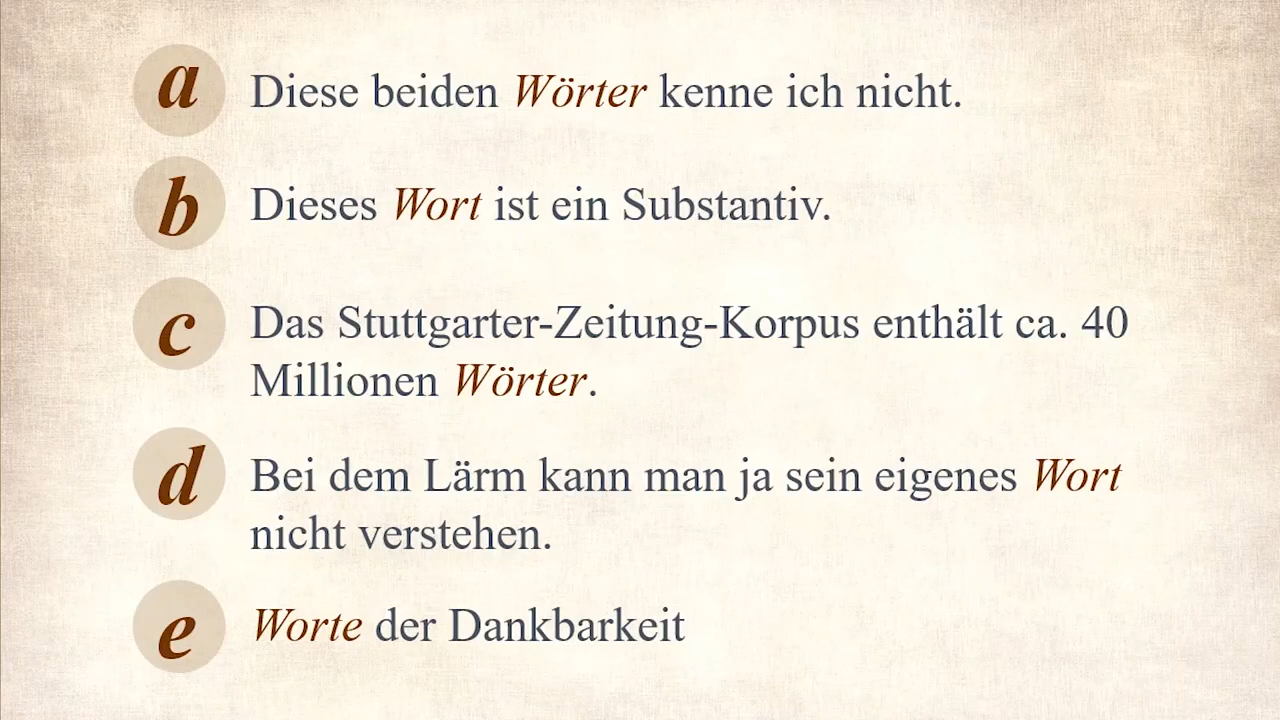 a Diese beiden Wörter kenne ich nicht.
b Dieses Wort ist ein Substantiv.
c Das Stuttgarter-Zeitung-Korpus enthält ca. 40
Millionen Wörter.
d Bei dem Lärm kann man ja sein eigenes Wort
nicht verstehen.
e Worte der Dankbarkeit